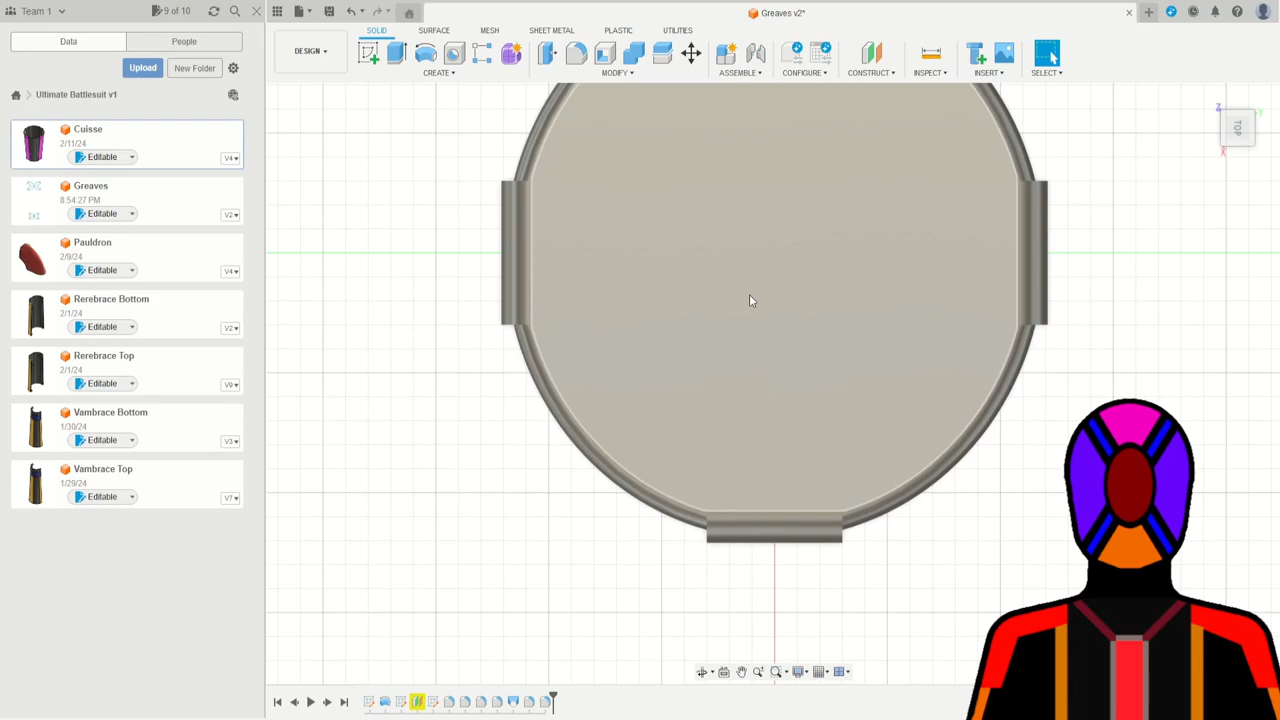 Team 1
9 of 10
Greaves v2*
Data
People
Upload
New Folder
Ultimate Battlesuit v1
Cuisse
2/11/24
Editable
V4
Greaves
8:54:27 PM
Editable
V2
Pauldron
2/9/24
Editable
V4
Rerebrace Bottom
2/1/24
Editable
V2
Rerebrace Top
2/1/24
Editable
V9
Vambrace Bottom
1/30/24
Editable
V3
Vambrace Top
1/29/24
Editable
V7
DESIGN
SOLID
SURFACE
MESH
SHEET METAL
PLASTIC
UTILITIES
CREATE
MODIFY
ASSEMBLE
CONFIGURE
CONSTRUCT
INSPECT
INSERT
SELECT
Z
Y
TOP
X